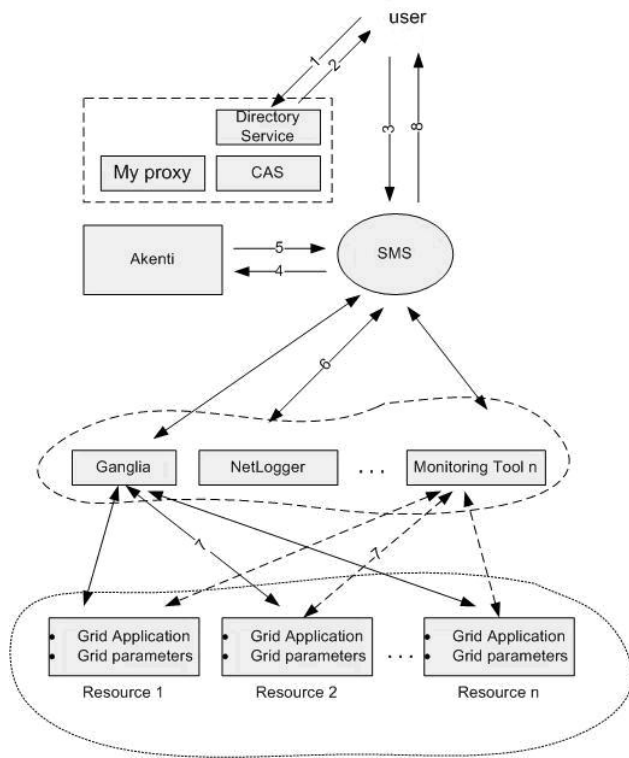 user
1
2
3
8
Directory
Service
My proxy
CAS
Akenti
5
4
SMS
6
Ganglia
NetLogger
...
Monitoring Tool n
7
7
• Grid Application
• Grid parameters
• Grid Application
• Grid parameters
...
• Grid Application
• Grid parameters
Resource 1
Resource 2
Resource n